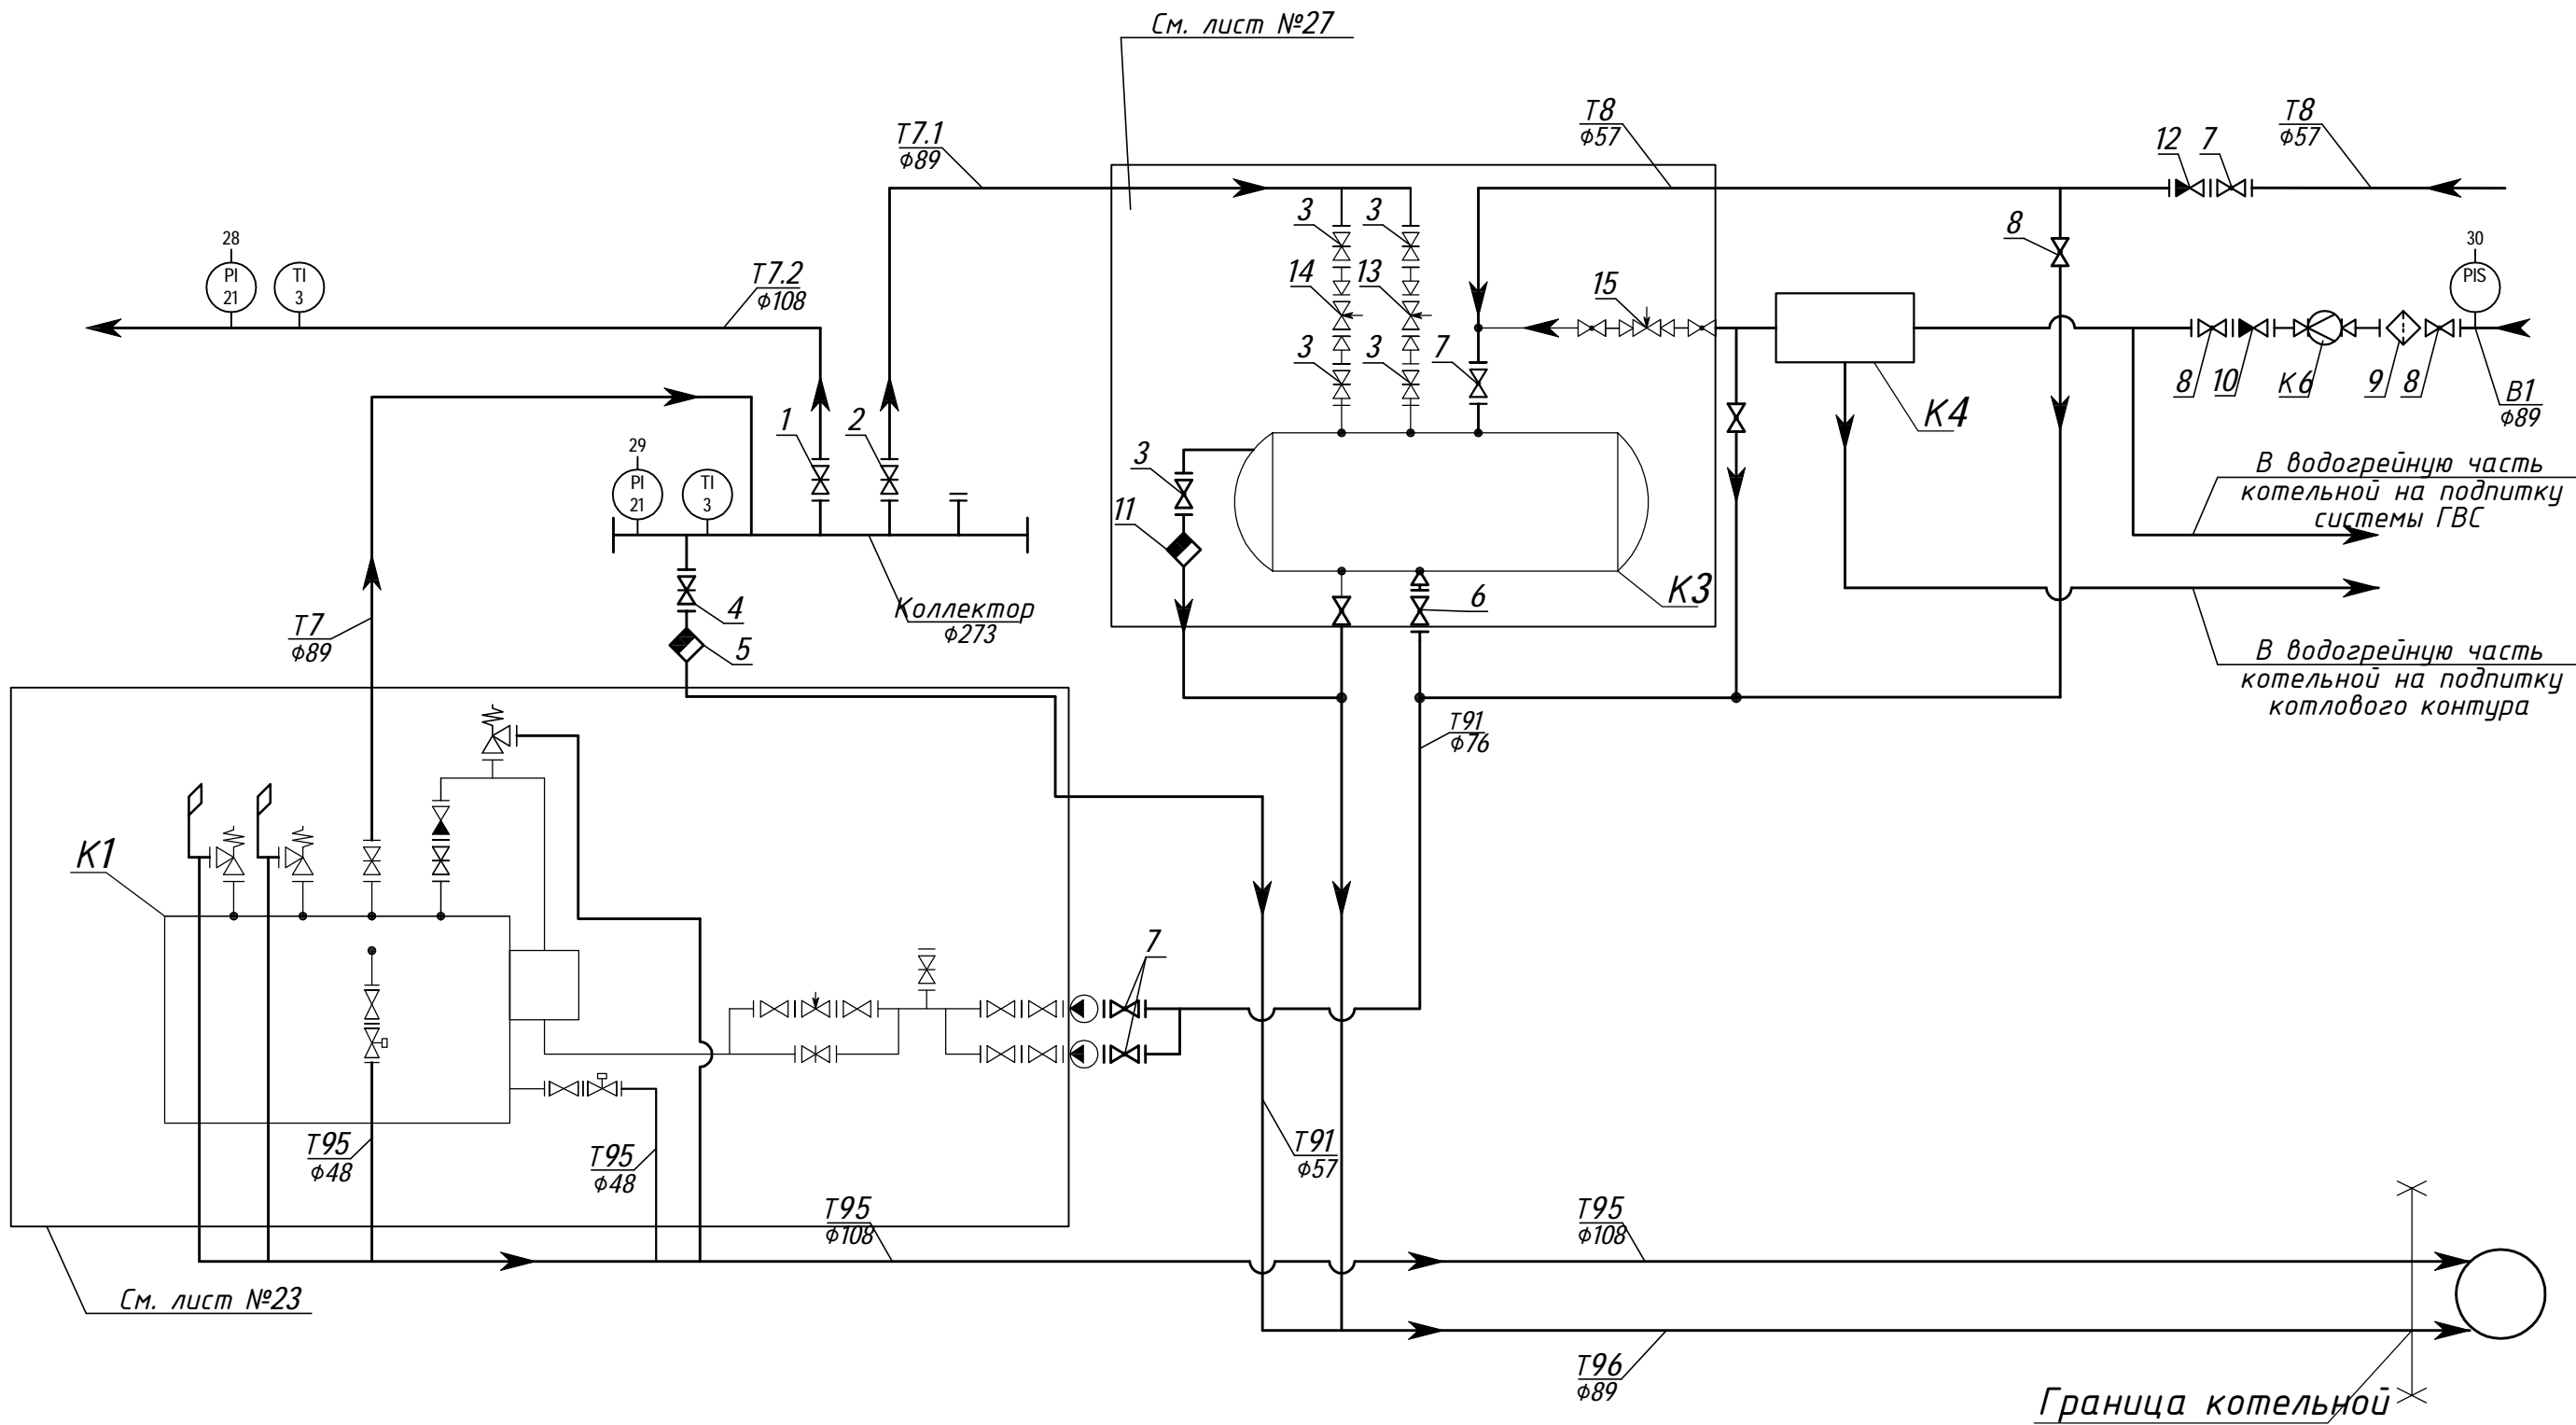 См. лист №27
Т7.1
ф89
Т8
ф57
12
7
Т8
ф57
28
PI
21
TI
3
Т7.2
ф108
3
3
14
13
15
8
30
PIS
3
3
7
8
10
К6
9
8
В1
ф89
К4
1
2
29
PI
21
TI
3
3
11
В водогрейную часть
котельной на подпитку
системы ГВС
4
5
Коллектор
ф273
6
К3
Т7
ф89
В водогрейную часть
котельной на подпитку
котлового контура
Т91
ф76
К1
7
Т95
ф48
Т95
ф48
Т91
ф57
Т95
ф108
Т95
ф108
См. лист №23
Т96
ф89
Граница котельной